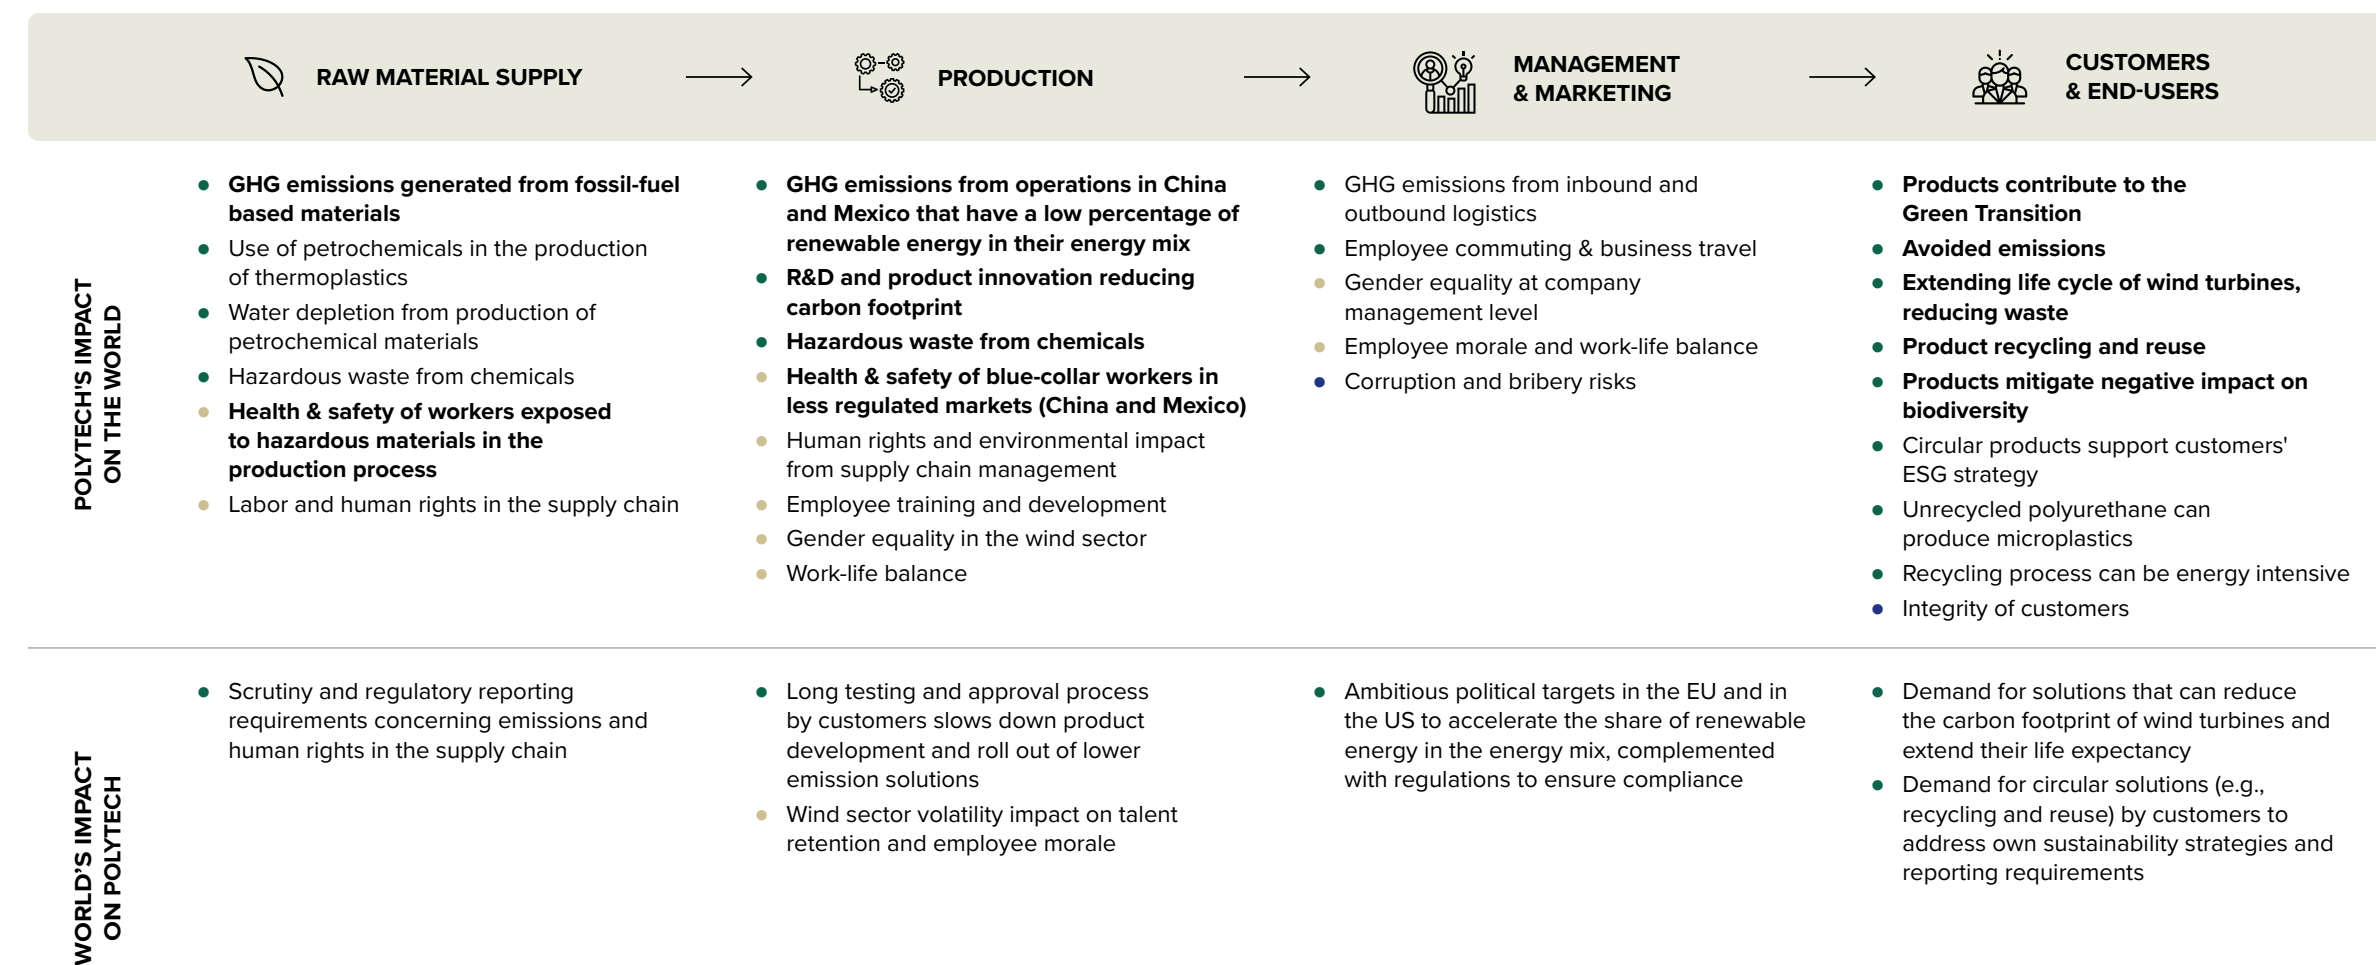 RAW MATERIAL SUPPLY
PRODUCTION
MANAGEMENT
& MARKETING
CUSTOMERS
& END-USERS
POLYTECH'S IMPACT
ON THE WORLD
GHG emissions generated from fossil-fuel
based materials
Use of petrochemicals in the production
of thermoplastics
Water depletion from production of
petrochemical materials
Hazardous waste from chemicals
Health & safety of workers exposed
to hazardous materials in the
production process
Labor and human rights in the supply chain
GHG emissions from operations in China
and Mexico that have a low percentage of
renewable energy in their energy mix
R&D and product innovation reducing
carbon footprint
Hazardous waste from chemicals
Health & safety of blue-collar workers in
less regulated markets (China and Mexico)
Human rights and environmental impact
from supply chain management
Employee training and development
Gender equality in the wind sector
Work-life balance
GHG emissions from inbound and
outbound logistics
Employee commuting & business travel
Gender equality at company
management level
Employee morale and work-life balance
Corruption and bribery risks
Products contribute to the
Green Transition
Avoided emissions
Extending life cycle of wind turbines,
reducing waste
Product recycling and reuse
Products mitigate negative impact on
biodiversity
Circular products support customers'
ESG strategy
Unrecycled polyurethane can
produce microplastics
Recycling process can be energy intensive
Integrity of customers
WORLD'S IMPACT
ON POLYTECH
Scrutiny and regulatory reporting
requirements concerning emissions and
human rights in the supply chain
Long testing and approval process
by customers slows down product
development and roll out of lower
emission solutions
Wind sector volatility impact on talent
retention and employee morale
Ambitious political targets in the EU and in
the US to accelerate the share of renewable
energy in the energy mix, complemented
with regulations to ensure compliance
Demand for solutions that can reduce
the carbon footprint of wind turbines and
extend their life expectancy
Demand for circular solutions (e.g.,
recycling and reuse) by customers to
address own sustainability strategies and
reporting requirements